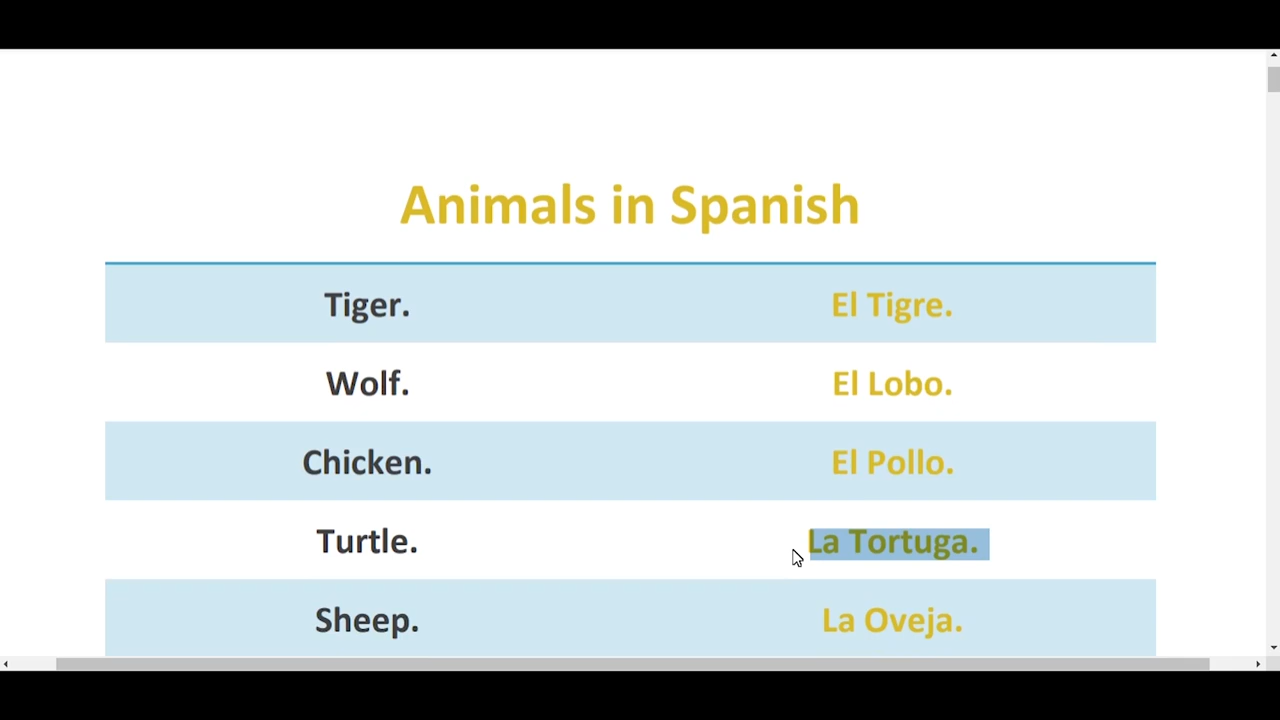 Animals in Spanish
Tiger. El Tigre.
Wolf. El Lobo.
Chicken. El Pollo.
Turtle. La Tortuga.
Sheep. La Oveja.